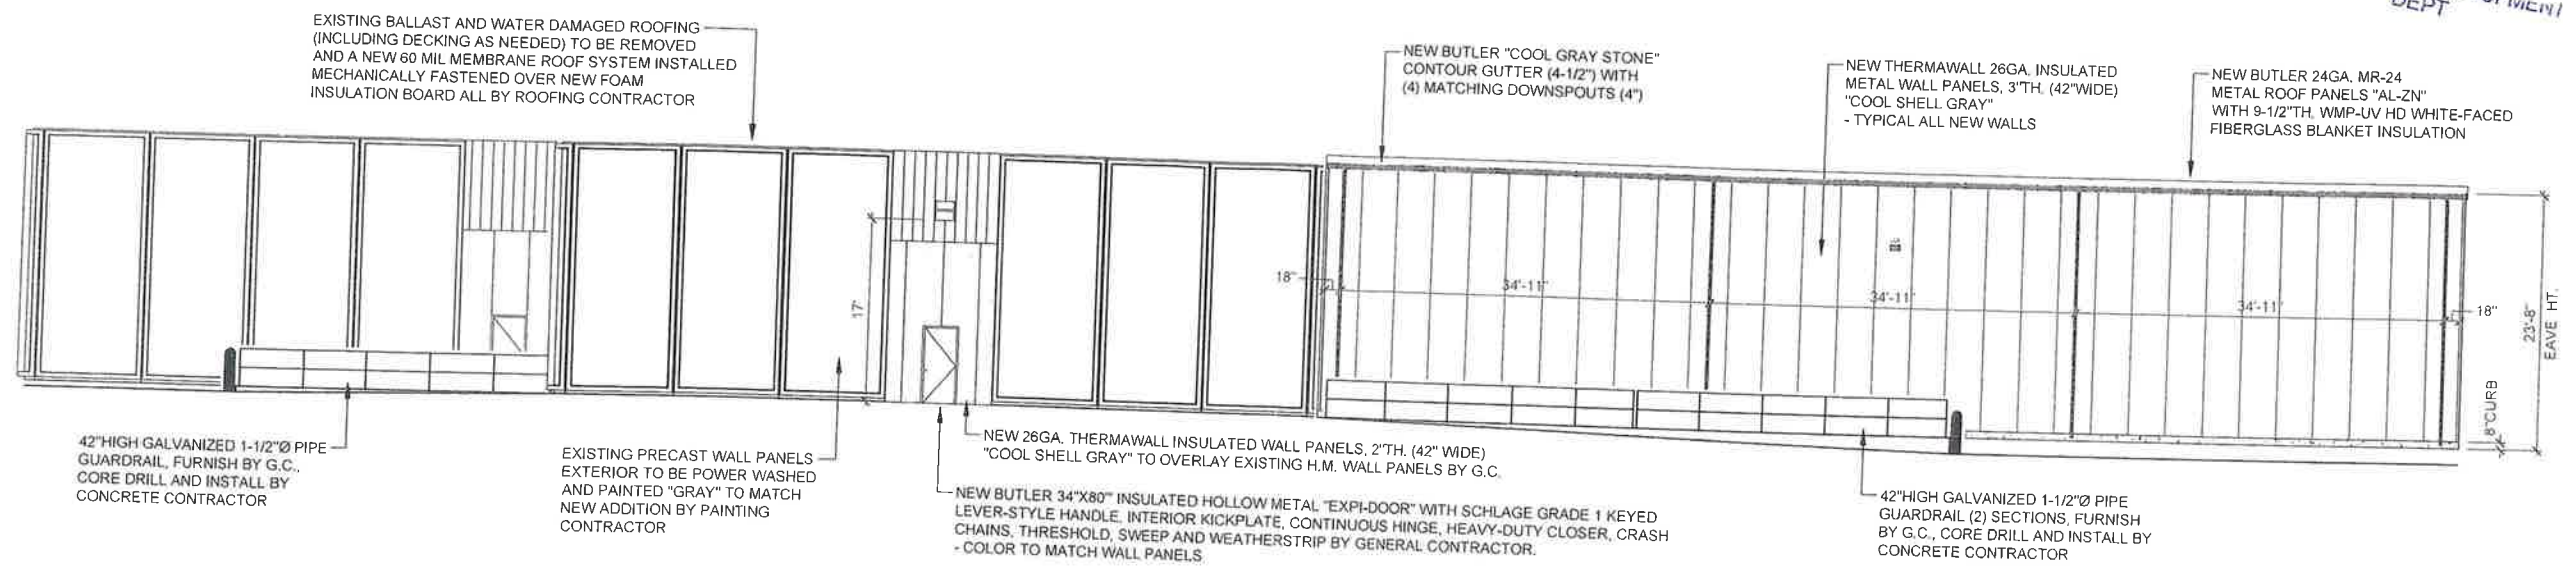 DEPT
EXISTING BALLAST AND WATER DAMAGED ROOFING
(INCLUDING DECKING AS NEEDED) TO BE REMOVED
AND A NEW 60 MIL MEMBRANE ROOF SYSTEM INSTALLED
MECHANICALLY FASTENED OVER NEW FOAM
INSULATION BOARD ALL BY ROOFING CONTRACTOR
NEW BUTLER "COOL GRAY STONE"
CONTOUR GUTTER (4-1/2") WITH
(4) MATCHING DOWNSPOUTS (4")
NEW THERMAWALL 26GA. INSULATED
METAL WALL PANELS, 3"TH. (42"WIDE)
"COOL SHELL GRAY"
- TYPICAL ALL NEW WALLS
NEW BUTLER 24GA. MR-24
METAL ROOF PANELS "AL-ZN"
WITH 9-1/2"TH. WMP-UV HD WHITE-FACED
FIBERGLASS BLANKET INSULATION
17'
18"
34'-11"
34'-11"
34'-11"
18"
23'-8"
EAVE HT.
8"CURB
42"HIGH GALVANIZED 1-1/2"Ø PIPE
GUARDRAIL, FURNISH BY G.C.,
CORE DRILL AND INSTALL BY
CONCRETE CONTRACTOR
EXISTING PRECAST WALL PANELS
EXTERIOR TO BE POWER WASHED
AND PAINTED "GRAY" TO MATCH
NEW ADDITION BY PAINTING
CONTRACTOR
NEW 26GA. THERMAWALL INSULATED WALL PANELS, 2"TH. (42" WIDE)
"COOL SHELL GRAY" TO OVERLAY EXISTING H.M. WALL PANELS BY G.C.
NEW BUTLER 34"X80" INSULATED HOLLOW METAL "EXPI-DOOR" WITH SCHLAGE GRADE 1 KEYED
LEVER-STYLE HANDLE, INTERIOR KICKPLATE, CONTINUOUS HINGE, HEAVY-DUTY CLOSER, CRASH
CHAINS, THRESHOLD, SWEEP AND WEATHERSTRIP BY GENERAL CONTRACTOR.
- COLOR TO MATCH WALL PANELS
42"HIGH GALVANIZED 1-1/2"Ø PIPE
GUARDRAIL (2) SECTIONS, FURNISH
BY G.C., CORE DRILL AND INSTALL BY
CONCRETE CONTRACTOR